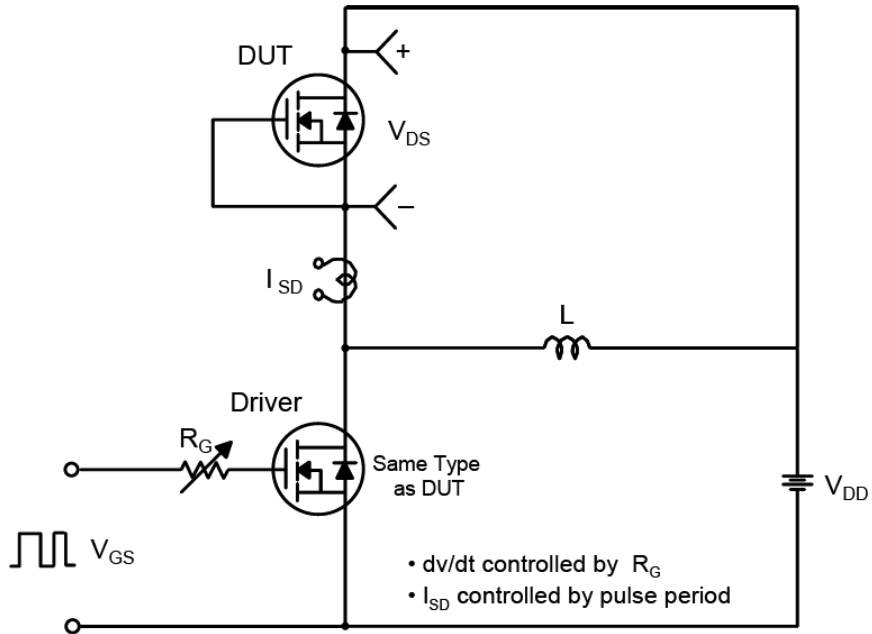 DUT
+
V_DS
–
I_SD
L
Driver
R_G
Same Type
as DUT
V_DD
V_GS
• dv/dt controlled by R_G
• I_SD controlled by pulse period